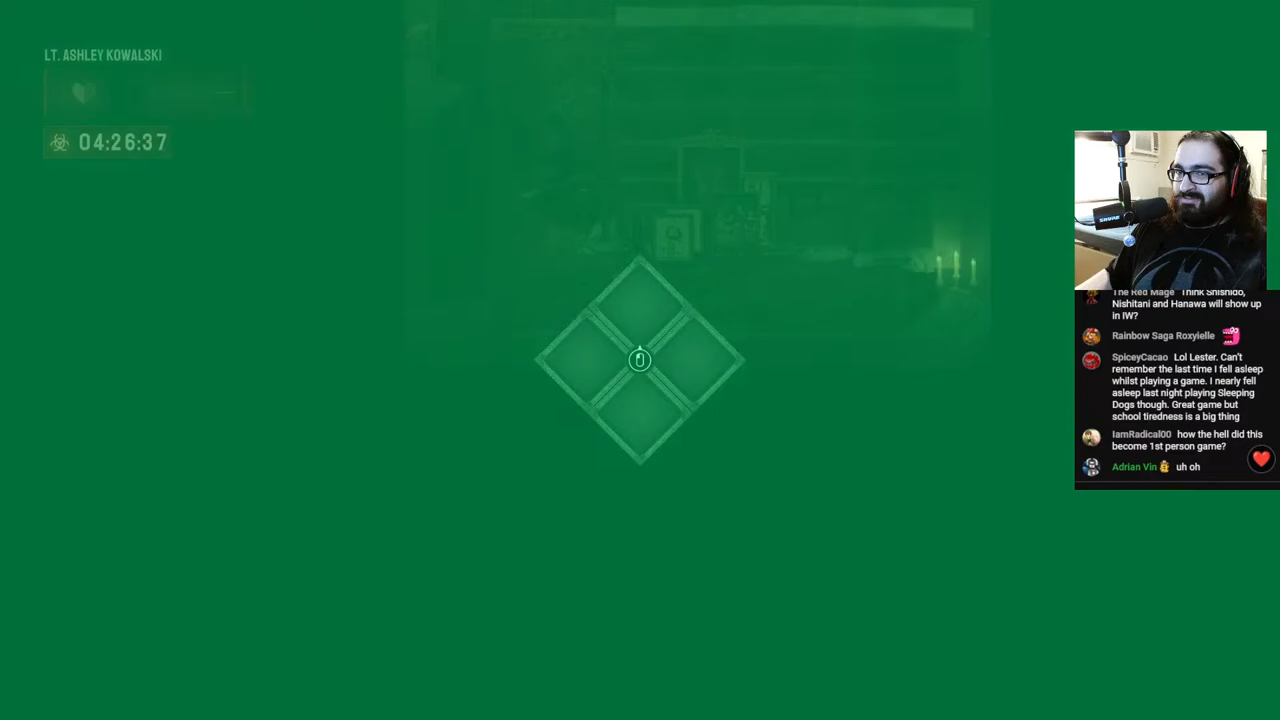 LT. ASHLEY KOWALSKI
04:26:37
SHURE
The Red Mage Think Shishido,
Nishitani and Hanawa will show up
in IW?
Rainbow Saga Roxyielle
SpiceyCacao Lol Lester. Can't
remember the last time I fell asleep
whilst playing a game. I nearly fell
asleep last night playing Sleeping
Dogs though. Great game but
school tiredness is a big thing
IamRadical00 how the hell did this
become 1st person game?
Adrian Vin uh oh